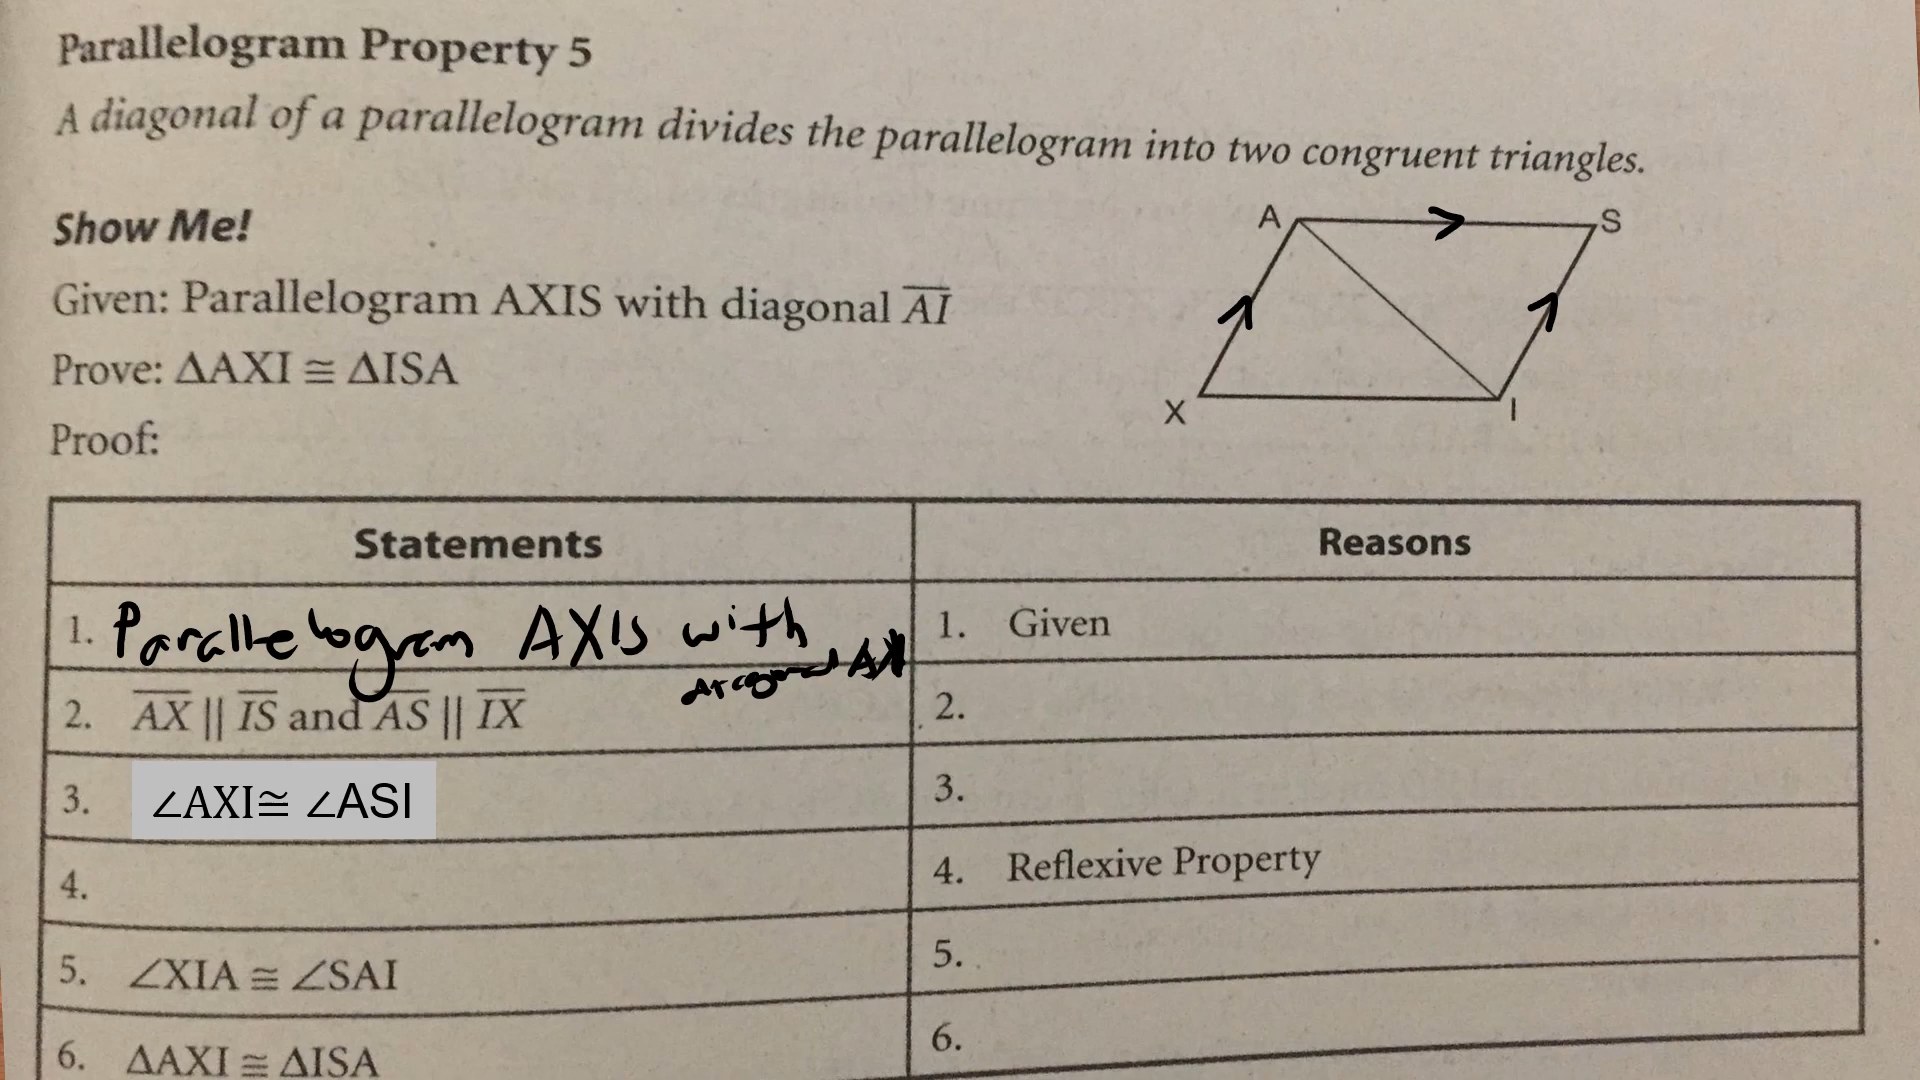 Parallelogram Property 5
A diagonal of a parallelogram divides the parallelogram into two congruent triangles.
Show Me!
Given: Parallelogram AXIS with diagonal AI
Prove: ΔAXI ≅ ΔISA
Proof:
A
S
X
I
Statements
Reasons
1. Parallelogram AXIS with
1. Given
2. AX || IS and AS || IX
2.
3. ∠AXI≅ ∠ASI
3.
4.
4. Reflexive Property
5. ∠XIA ≅ ∠SAI
5.
6. ΔAXI ≅ ΔISA
6.